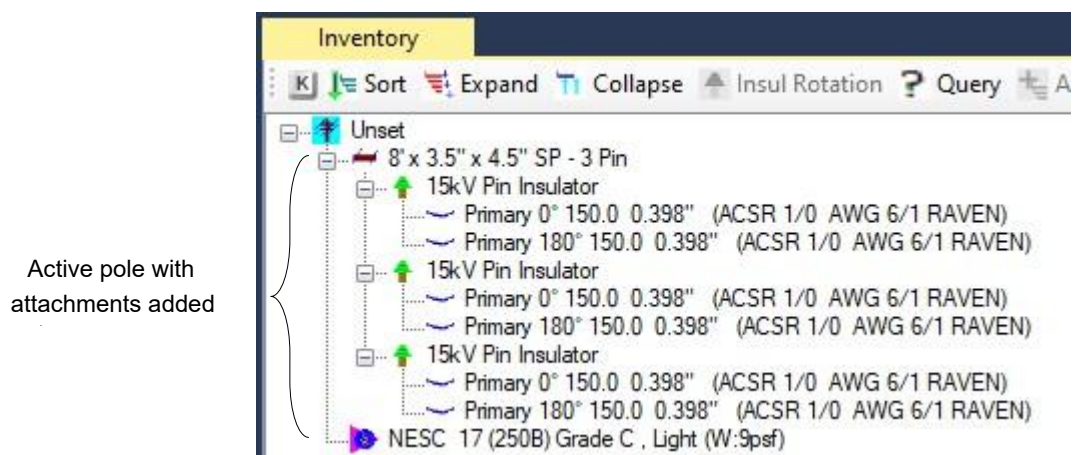 Inventory
K Sort Expand Collapse Insul Rotation ? Query A
Unset
8' x 3.5" x 4.5" SP - 3 Pin
15kV Pin Insulator
Primary 0° 150.0 0.398" (ACSR 1/0 AWG 6/1 RAVEN)
Primary 180° 150.0 0.398" (ACSR 1/0 AWG 6/1 RAVEN)
15kV Pin Insulator
Primary 0° 150.0 0.398" (ACSR 1/0 AWG 6/1 RAVEN)
Primary 180° 150.0 0.398" (ACSR 1/0 AWG 6/1 RAVEN)
15kV Pin Insulator
Primary 0° 150.0 0.398" (ACSR 1/0 AWG 6/1 RAVEN)
Primary 180° 150.0 0.398" (ACSR 1/0 AWG 6/1 RAVEN)
NESC 17 (250B) Grade C , Light (W:9psf)
Active pole with
attachments added